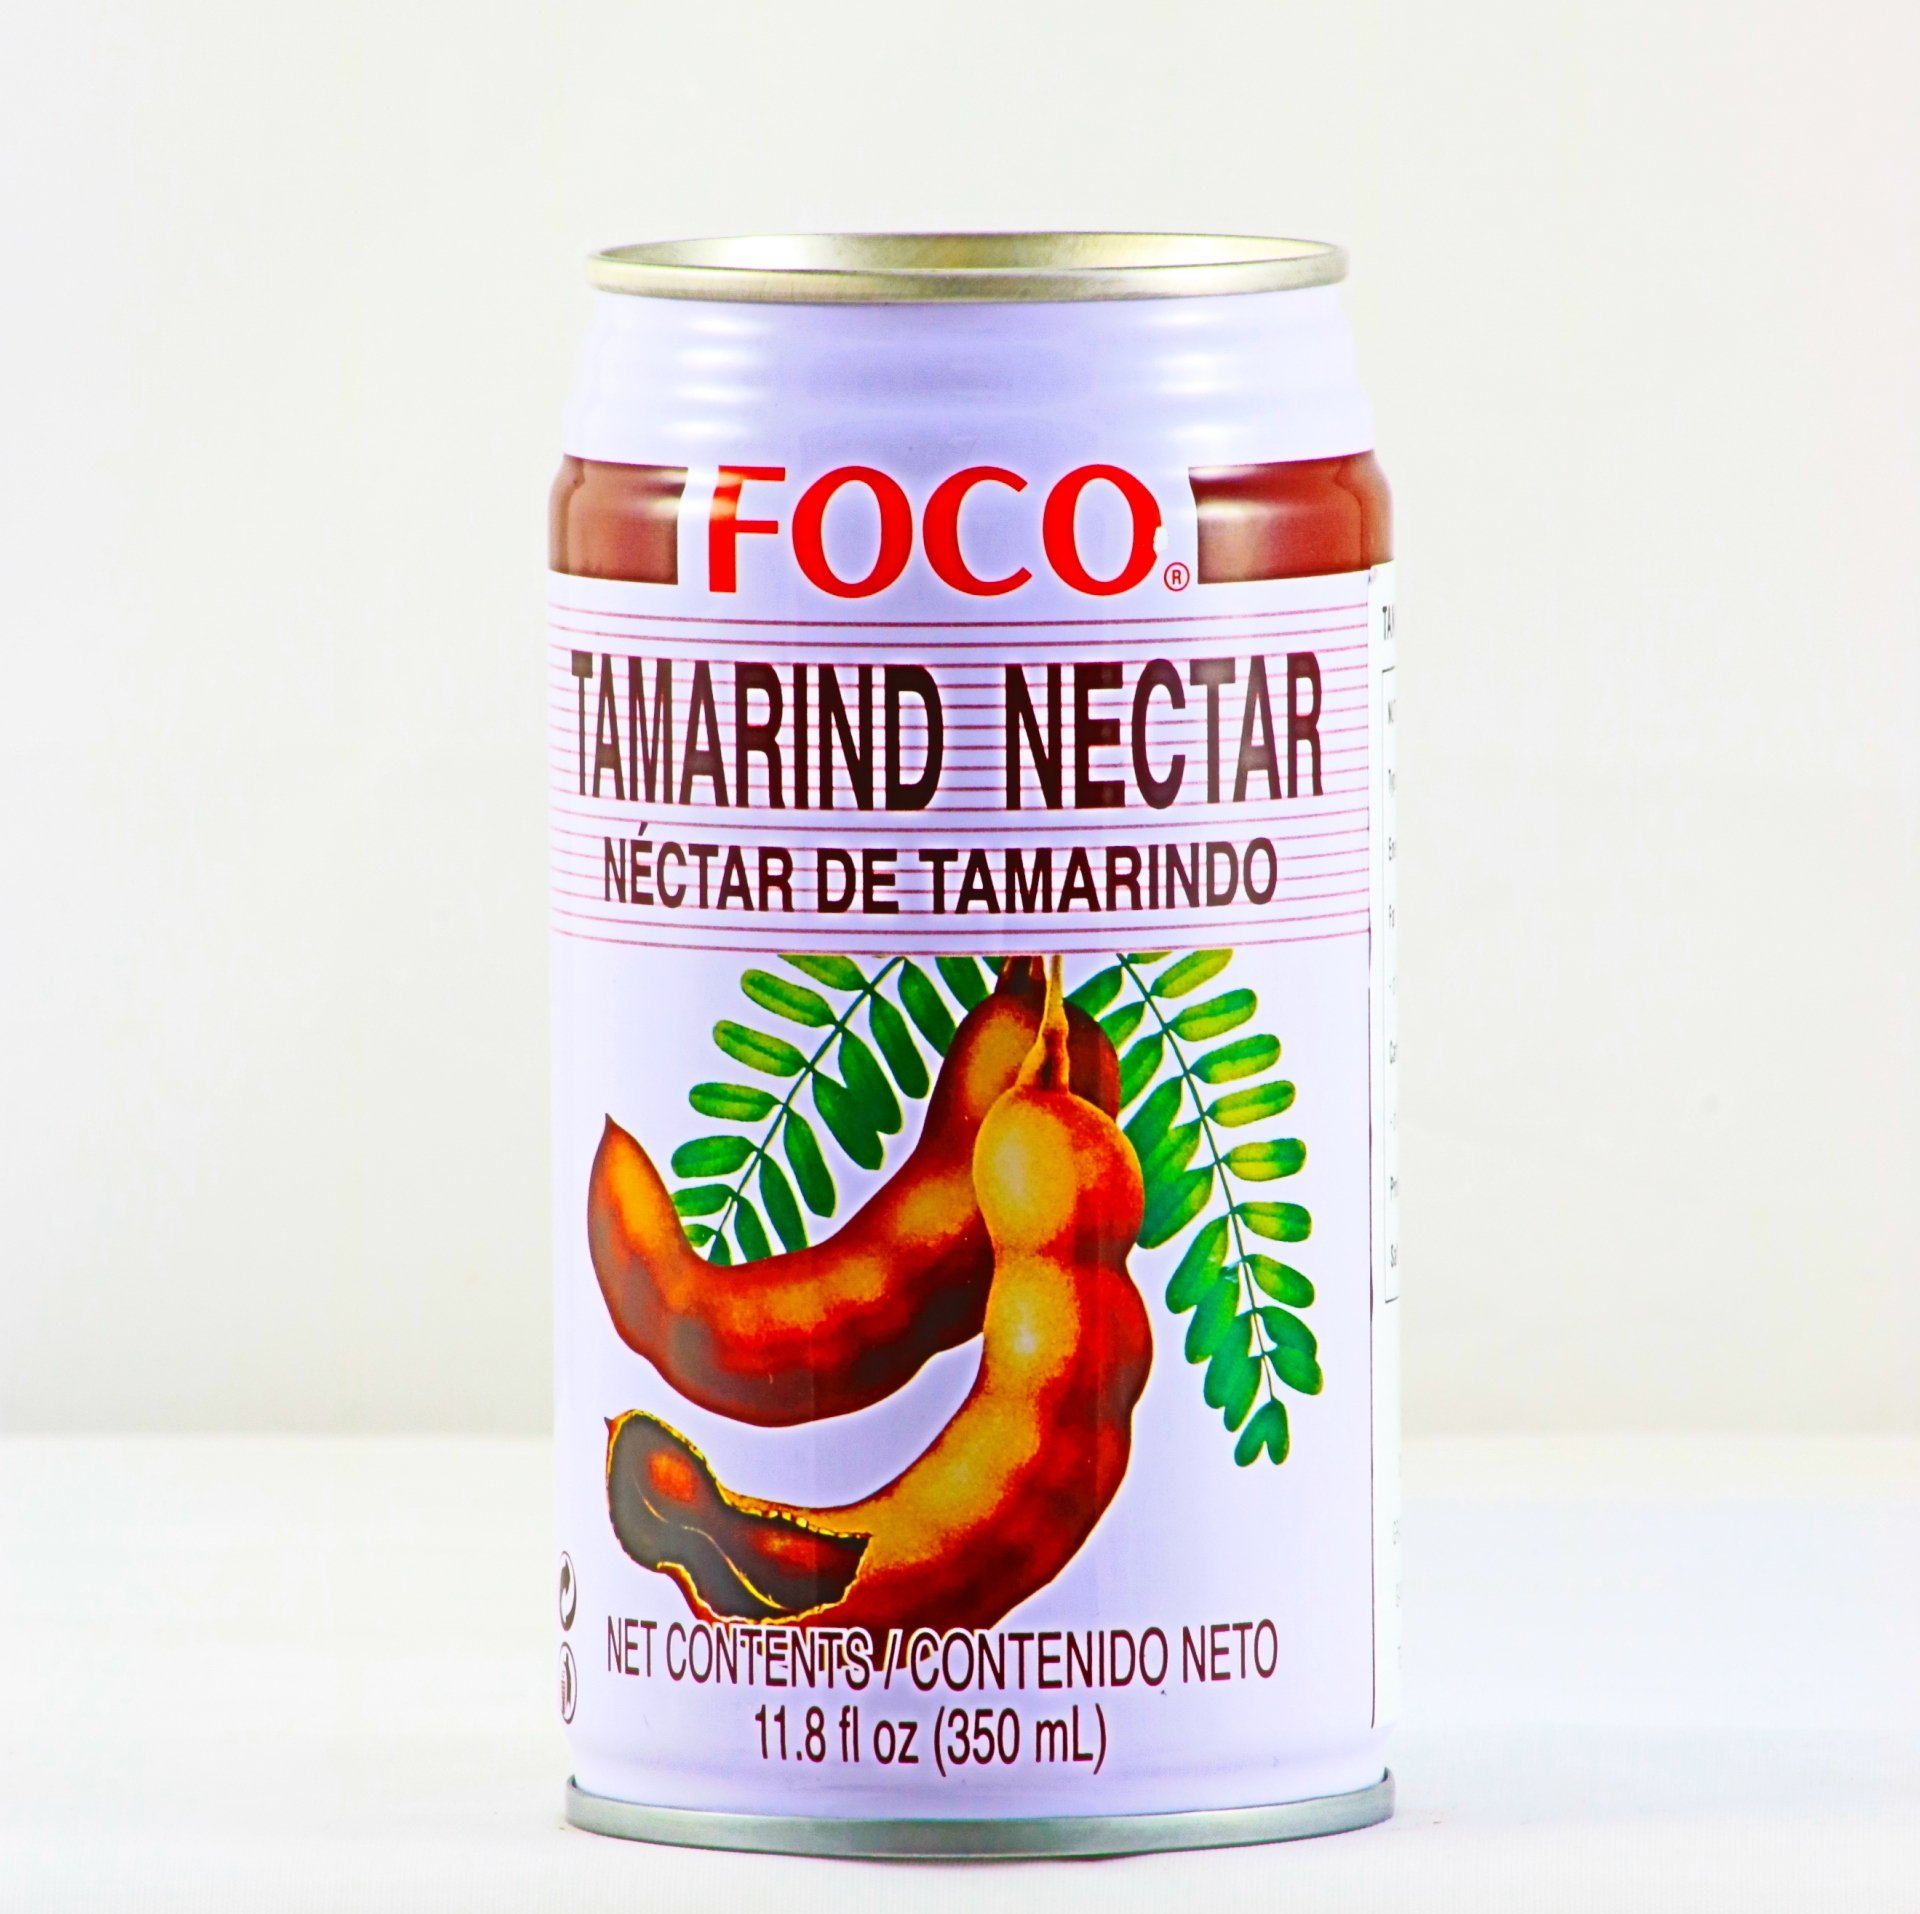 FOCO®
TAMARIND NECTAR
NÉCTAR DE TAMARINDO
NET CONTENTS / CONTENIDO NETO
11.8 fl oz (350 mL)